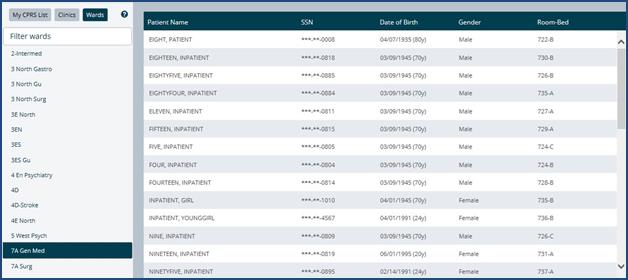 My CPRS List Clinics Wards ?
Filter wards
2-Intermed
3 North Gastro
3 North Gu
3 North Surg
3E North
3EN
3ES
3ES Gu
4 En Psychiatry
4D
4D-Stroke
4E North
5 West Psych
7A Gen Med
7A Surg
Patient Name SSN Date of Birth Gender Room-Bed
EIGHT, PATIENT ***-**-0008 04/07/1935 (80y) Male 722-B
EIGHTEEN, INPATIENT ***-**-0818 03/09/1945 (70y) Male 730-B
EIGHTYFIVE, INPATIENT ***-**-0885 03/09/1945 (70y) Male 726-B
EIGHTYFOUR, INPATIENT ***-**-0884 03/09/1945 (70y) Male 735-A
ELEVEN, INPATIENT ***-**-0811 03/09/1945 (70y) Male 727-A
FIFTEEN, INPATIENT ***-**-0815 03/09/1945 (70y) Male 729-A
FIVE, INPATIENT ***-**-0805 03/09/1945 (70y) Male 724-C
FOUR, INPATIENT ***-**-0804 03/09/1945 (70y) Male 724-B
FOURTEEN, INPATIENT ***-**-0814 03/09/1945 (70y) Male 728-B
INPATIENT, GIRL ***-**-1010 04/01/1945 (70y) Female 735-B
INPATIENT, YOUNGGIRL ***-**-4567 04/01/1991 (24y) Female 736-B
NINE, INPATIENT ***-**-0809 03/09/1945 (70y) Male 726-C
NINETEEN, INPATIENT ***-**-0819 06/01/1995 (20y) Female 731-A
NINETYFIVE, INPATIENT ***-**-0895 02/14/1991 (24y) Female 737-A